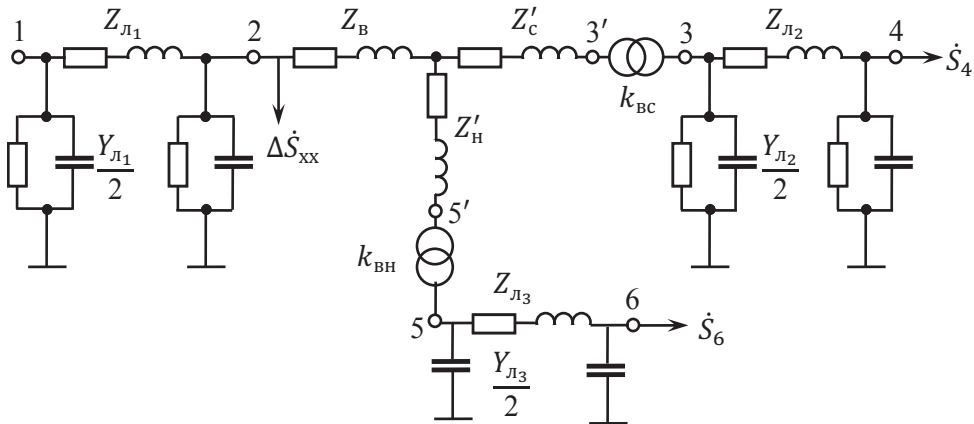 1
Z_л₁
2
Z_в
Z′_с
3′
3
Z_л₂
4
Ṡ₄
k_вс
Y_л₁
2
ΔṠ_хх
Z′_н
Y_л₂
2
5′
k_вн
Z_л₃
6
5
Ṡ₆
Y_л₃
2